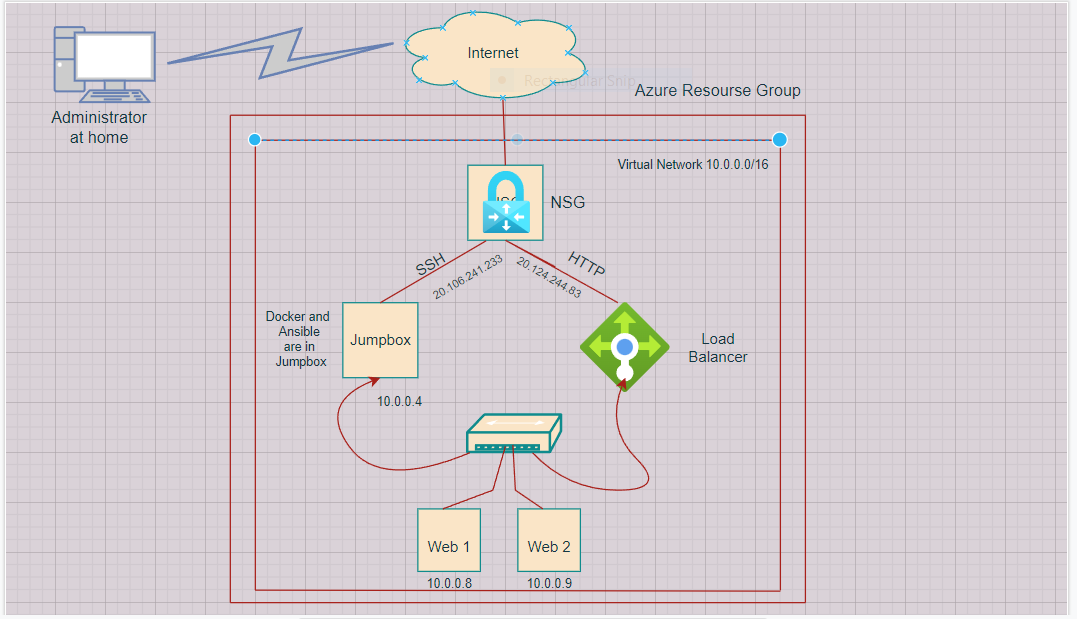 Internet
Rectangular Snip
Azure Resourse Group
Administrator
at home
Virtual Network 10.0.0.0/16
NSG
SSH
20.106.241.233
HTTP
20.124.244.83
Docker and
Ansible
are in
Jumpbox
Jumpbox
10.0.0.4
Load
Balancer
Web 1
Web 2
10.0.0.8
10.0.0.9